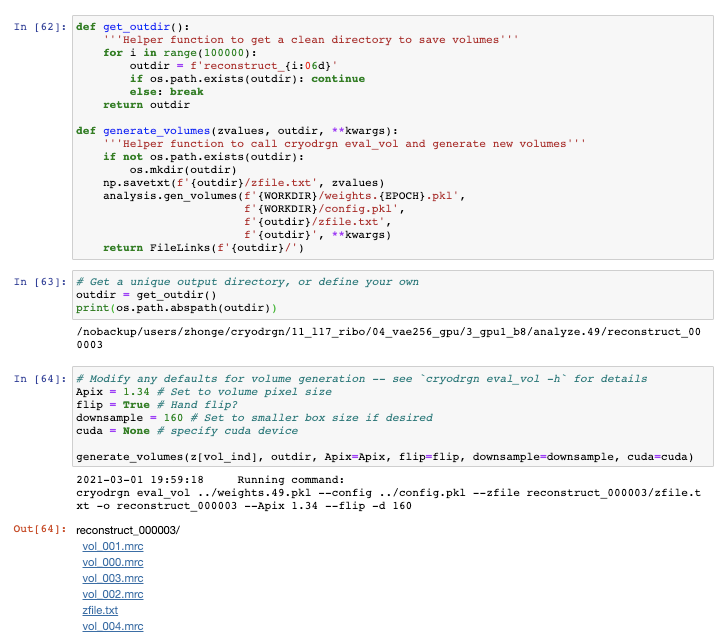 In [62]: def get_outdir():
    '''Helper function to get a clean directory to save volumes'''
    for i in range(100000):
        outdir = f'reconstruct_{i:06d}'
        if os.path.exists(outdir): continue
        else: break
    return outdir
def generate_volumes(zvalues, outdir, **kwargs):
    '''Helper function to call cryodrgn eval_vol and generate new volumes'''
    if not os.path.exists(outdir):
        os.mkdir(outdir)
    np.savetxt(f'{outdir}/zfile.txt', zvalues)
    analysis.gen_volumes(f'{WORKDIR}/weights.{EPOCH}.pkl',
                         f'{WORKDIR}/config.pkl',
                         f'{outdir}/zfile.txt',
                         f'{outdir}', **kwargs)
    return FileLinks(f'{outdir}/')
In [63]: # Get a unique output directory, or define your own
outdir = get_outdir()
print(os.path.abspath(outdir))
/nobackup/users/zhonge/cryodrgn/11_117_ribo/04_vae256_gpu/3_gpu1_b8/analyze.49/reconstruct_00
0003
In [64]: # Modify any defaults for volume generation -- see `cryodrgn eval_vol -h` for details
Apix = 1.34 # Set to volume pixel size
flip = True # Hand flip?
downsample = 160 # Set to smaller box size if desired
cuda = None # specify cuda device
generate_volumes(z[vol_ind], outdir, Apix=Apix, flip=flip, downsample=downsample, cuda=cuda)
2021-03-01 19:59:18     Running command:
cryodrgn eval_vol ../weights.49.pkl --config ../config.pkl --zfile reconstruct_000003/zfile.t
xt -o reconstruct_000003 --Apix 1.34 --flip -d 160
Out[64]: reconstruct_000003/
vol_001.mrc
vol_000.mrc
vol_003.mrc
vol_002.mrc
zfile.txt
vol_004.mrc